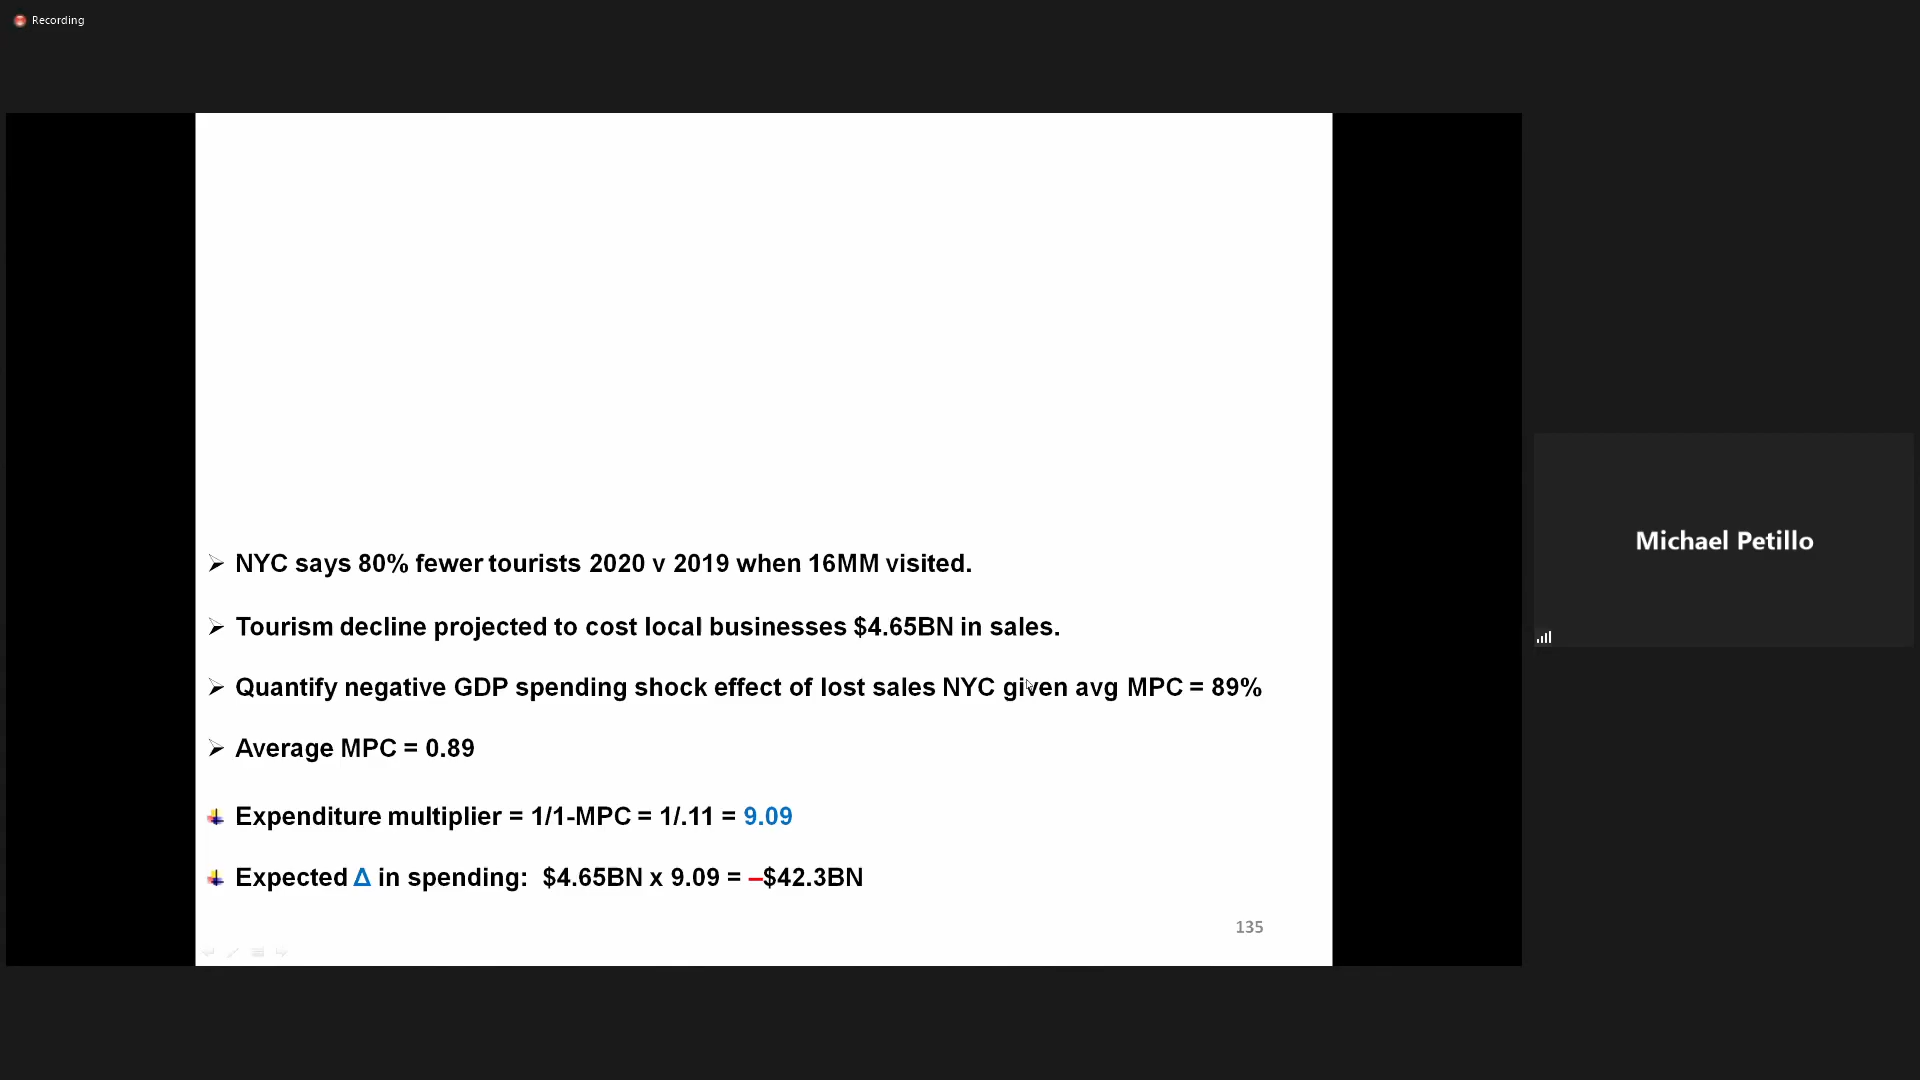 Recording
NYC says 80% fewer tourists 2020 v 2019 when 16MM visited.
Tourism decline projected to cost local businesses $4.65BN in sales.
Quantify negative GDP spending shock effect of lost sales NYC given avg MPC = 89%
Average MPC = 0.89
Expenditure multiplier = 1/1-MPC = 1/.11 = 9.09
Expected Δ in spending: $4.65BN x 9.09 = –$42.3BN
135
Michael Petillo